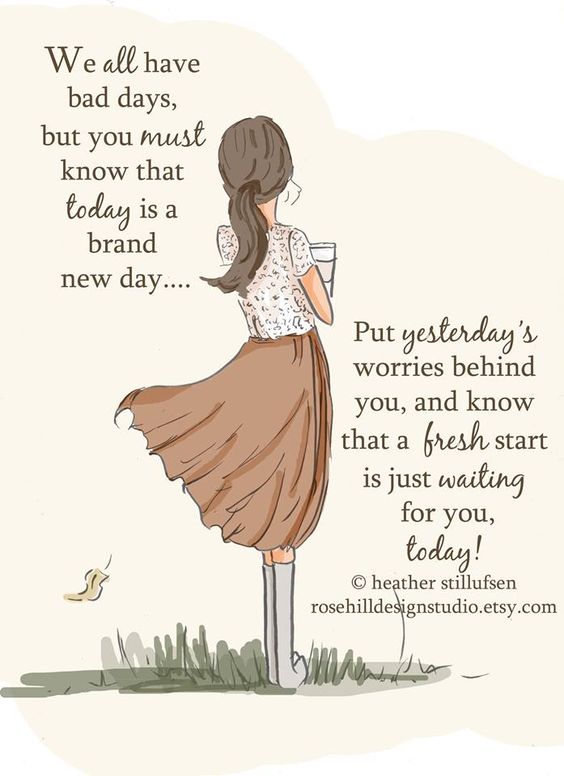 We all have
bad days,
but you must
know that
today is a
brand
new day....
Put yesterday's
worries behind
you, and know
that a fresh start
is just waiting
for you,
today!
© heather stillufsen
rosehilldesignstudio.etsy.com